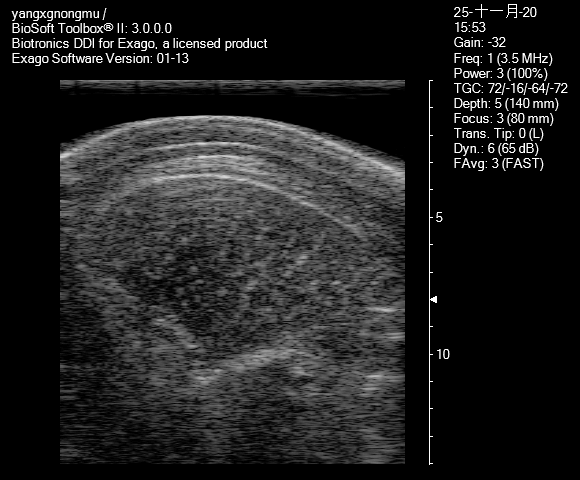 yangxgnongmu /
BioSoft Toolbox® II: 3.0.0.0
Biotronics DDI for Exago, a licensed product
Exago Software Version: 01-13
25-十一月-20
15:53
Gain: -32
Freq: 1 (3.5 MHz)
Power: 3 (100%)
TGC: 72/-16/-64/-72
Depth: 5 (140 mm)
Focus: 3 (80 mm)
Trans. Tip: 0 (L)
Dyn.: 6 (65 dB)
FAvg: 3 (FAST)
5
10